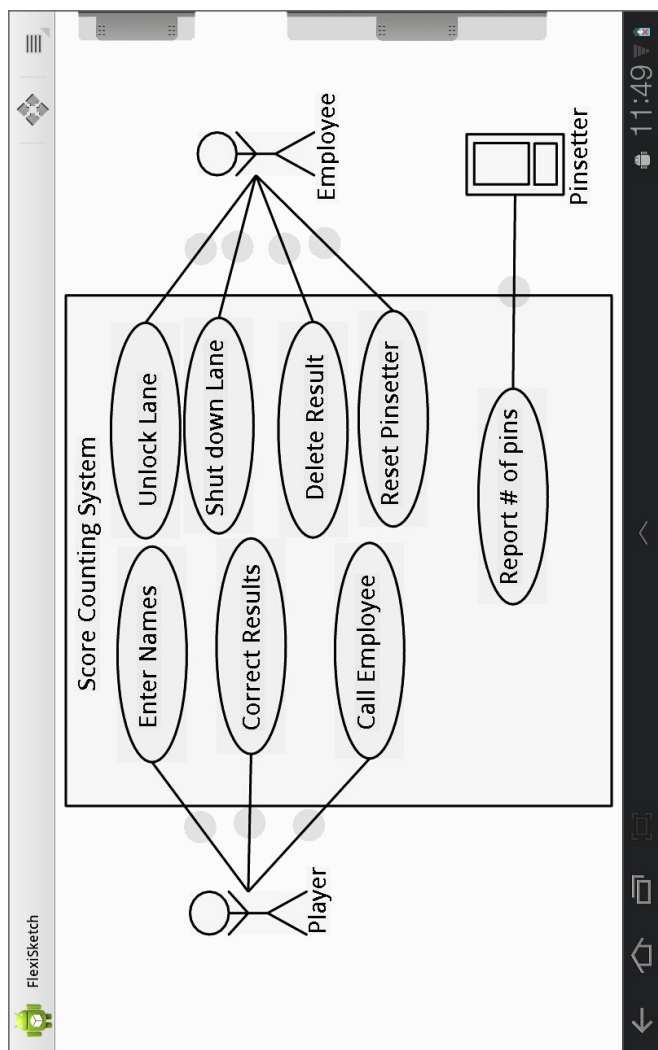 FlexiSketch
Score Counting System
Enter Names
Unlock Lane
Shut down Lane
Correct Results
Delete Result
Call Employee
Reset Pinsetter
Report # of pins
Player
Employee
Pinsetter
11:49